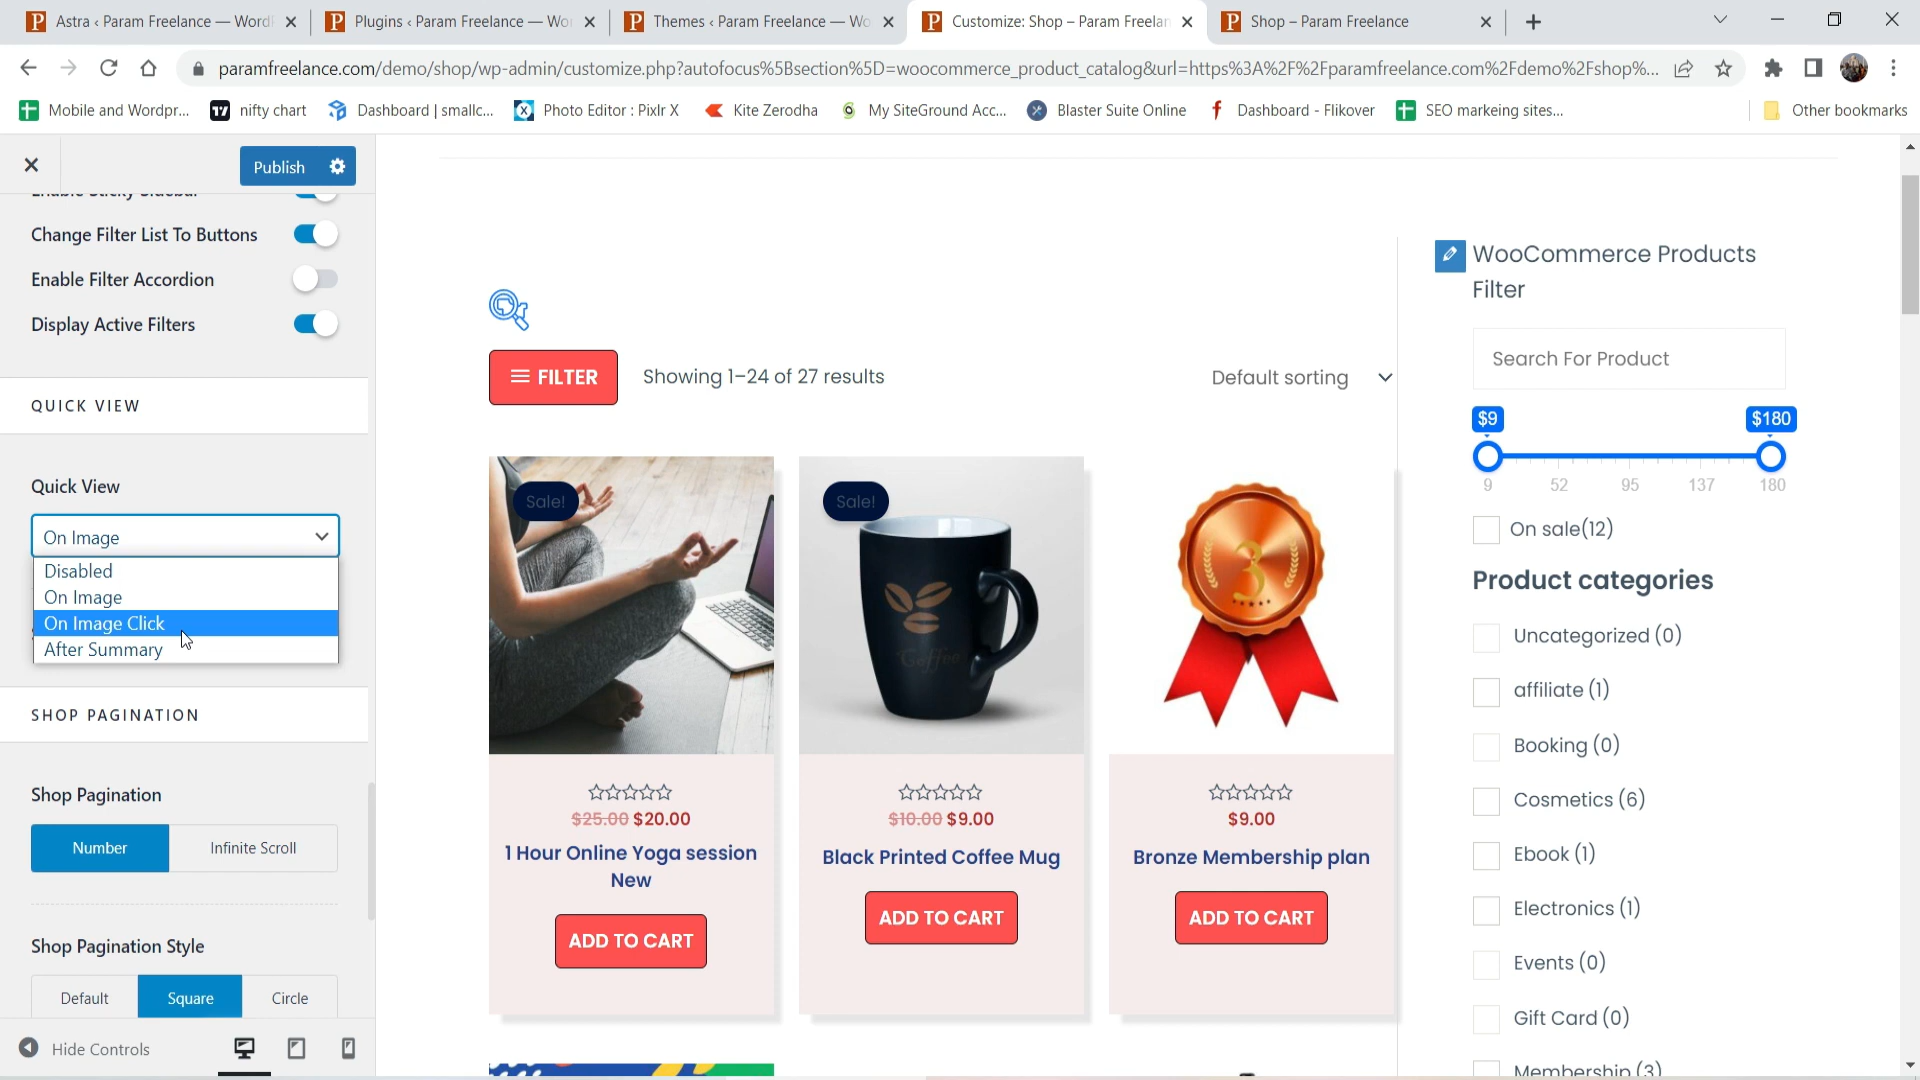 Astra ‹ Param Freelance — WordP
Plugins ‹ Param Freelance — Wo
Themes ‹ Param Freelance — Wo
Customize: Shop – Param Freelan
Shop – Param Freelance
paramfreelance.com/demo/shop/wp-admin/customize.php?autofocus%5Bsection%5D=woocommerce_product_catalog&url=https%3A%2F%2Fparamfreelance.com%2Fdemo%2Fshop%...
Mobile and Wordpr...
nifty chart
Dashboard | smallc...
Photo Editor : Pixlr X
Kite Zerodha
My SiteGround Acc...
Blaster Suite Online
Dashboard - Flikover
SEO markeing sites...
Other bookmarks
Publish
Enable Sticky Sidebar
Change Filter List To Buttons
Enable Filter Accordion
Display Active Filters
QUICK VIEW
Quick View
On Image
Disabled
On Image
On Image Click
After Summary
SHOP PAGINATION
Shop Pagination
Number
Infinite Scroll
Shop Pagination Style
Default
Square
Circle
Hide Controls
FILTER
Showing 1–24 of 27 results
Default sorting
Sale!
$25.00 $20.00
1 Hour Online Yoga session
New
ADD TO CART
Sale!
Coffee
$10.00 $9.00
Black Printed Coffee Mug
ADD TO CART
3
$9.00
Bronze Membership plan
ADD TO CART
WooCommerce Products
Filter
Search For Product
$9 $180
9 52 95 137 180
On sale(12)
Product categories
Uncategorized (0)
affiliate (1)
Booking (0)
Cosmetics (6)
Ebook (1)
Electronics (1)
Events (0)
Gift Card (0)
Membership (3)